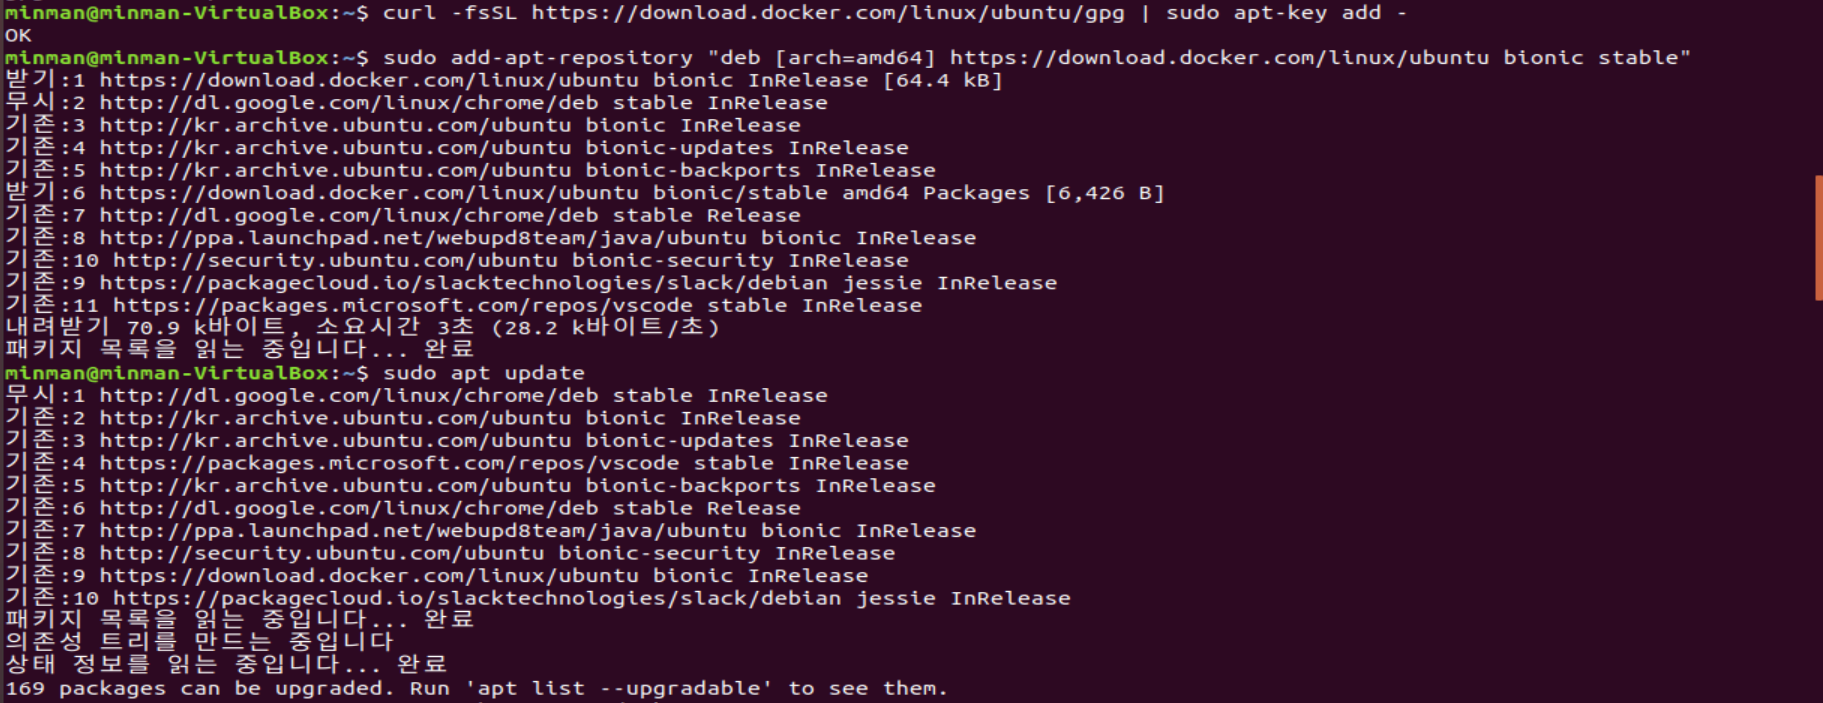 minman@minman-VirtualBox:~$ curl -fsSL https://download.docker.com/linux/ubuntu/gpg | sudo apt-key add -
OK
minman@minman-VirtualBox:~$ sudo add-apt-repository "deb [arch=amd64] https://download.docker.com/linux/ubuntu bionic stable"
받기:1 https://download.docker.com/linux/ubuntu bionic InRelease [64.4 kB]
무시:2 http://dl.google.com/linux/chrome/deb stable InRelease
기존:3 http://kr.archive.ubuntu.com/ubuntu bionic InRelease
기존:4 http://kr.archive.ubuntu.com/ubuntu bionic-updates InRelease
기존:5 http://kr.archive.ubuntu.com/ubuntu bionic-backports InRelease
받기:6 https://download.docker.com/linux/ubuntu bionic/stable amd64 Packages [6,426 B]
기존:7 http://dl.google.com/linux/chrome/deb stable Release
기존:8 http://ppa.launchpad.net/webupd8team/java/ubuntu bionic InRelease
기존:10 http://security.ubuntu.com/ubuntu bionic-security InRelease
기존:9 https://packagecloud.io/slacktechnologies/slack/debian jessie InRelease
기존:11 https://packages.microsoft.com/repos/vscode stable InRelease
내려받기 70.9 k바이트, 소요시간 3초 (28.2 k바이트/초)
패키지 목록을 읽는 중입니다... 완료
minman@minman-VirtualBox:~$ sudo apt update
무시:1 http://dl.google.com/linux/chrome/deb stable InRelease
기존:2 http://kr.archive.ubuntu.com/ubuntu bionic InRelease
기존:3 http://kr.archive.ubuntu.com/ubuntu bionic-updates InRelease
기존:4 https://packages.microsoft.com/repos/vscode stable InRelease
기존:5 http://kr.archive.ubuntu.com/ubuntu bionic-backports InRelease
기존:6 http://dl.google.com/linux/chrome/deb stable Release
기존:7 http://ppa.launchpad.net/webupd8team/java/ubuntu bionic InRelease
기존:8 http://security.ubuntu.com/ubuntu bionic-security InRelease
기존:9 https://download.docker.com/linux/ubuntu bionic InRelease
기존:10 https://packagecloud.io/slacktechnologies/slack/debian jessie InRelease
패키지 목록을 읽는 중입니다... 완료
의존성 트리를 만드는 중입니다
상태 정보를 읽는 중입니다... 완료
169 packages can be upgraded. Run 'apt list --upgradable' to see them.